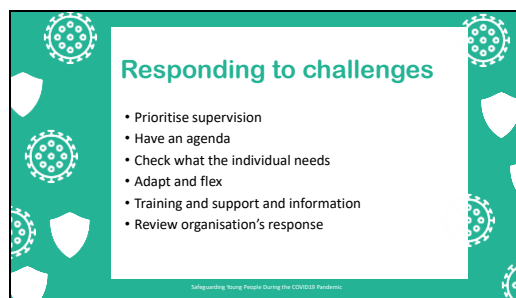 Responding to challenges
• Prioritise supervision
• Have an agenda
• Check what the individual needs
• Adapt and flex
• Training and support and information
• Review organisation's response
Safeguarding Young People During the COVID19 Pandemic